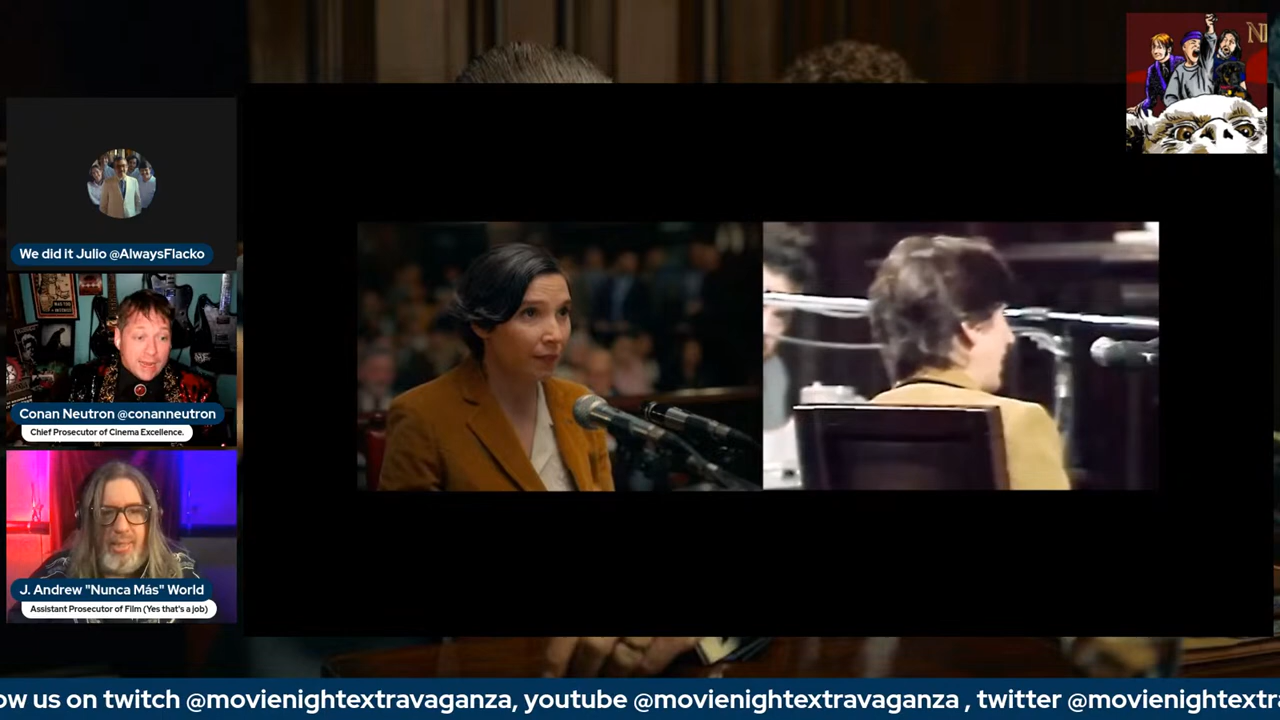 We did it Julio @AlwaysFlacko
Conan Neutron @conanneutron
Chief Prosecutor of Cinema Excellence.
J. Andrew "Nunca Más" World
Assistant Prosecutor of Film (Yes that's a job)
ow us on twitch @movienightextravaganza, youtube @movienightextravaganza , twitter @movienightextr